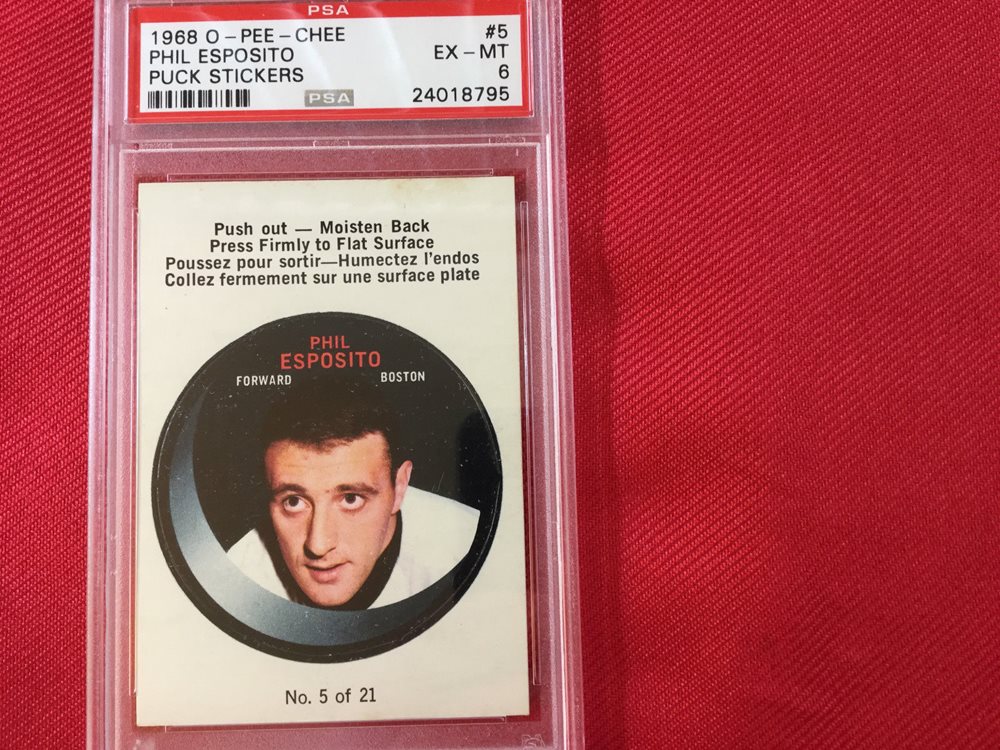 PSA
1968 O-PEE-CHEE #5
PHIL ESPOSITO EX-MT
PUCK STICKERS 6
PSA 24018795
Push out — Moisten Back
Press Firmly to Flat Surface
Poussez pour sortir—Humectez l'endos
Collez fermement sur une surface plate
PHIL
ESPOSITO
FORWARD BOSTON
No. 5 of 21